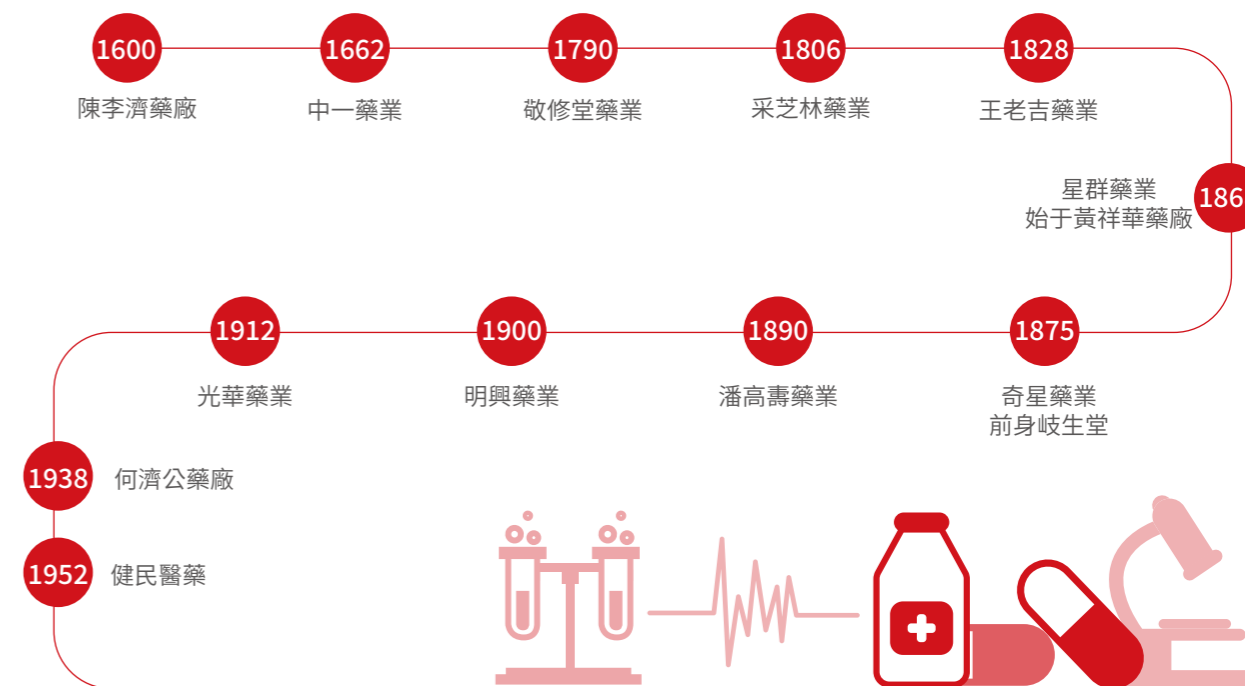 1600
陳李濟藥廠
1662
中一藥業
1790
敬修堂藥業
1806
采芝林藥業
1828
王老吉藥業
186
星群藥業
始于黃祥華藥廠
1875
奇星藥業
前身岐生堂
1890
潘高壽藥業
1900
明興藥業
1912
光華藥業
1938
何濟公藥廠
1952
健民醫藥